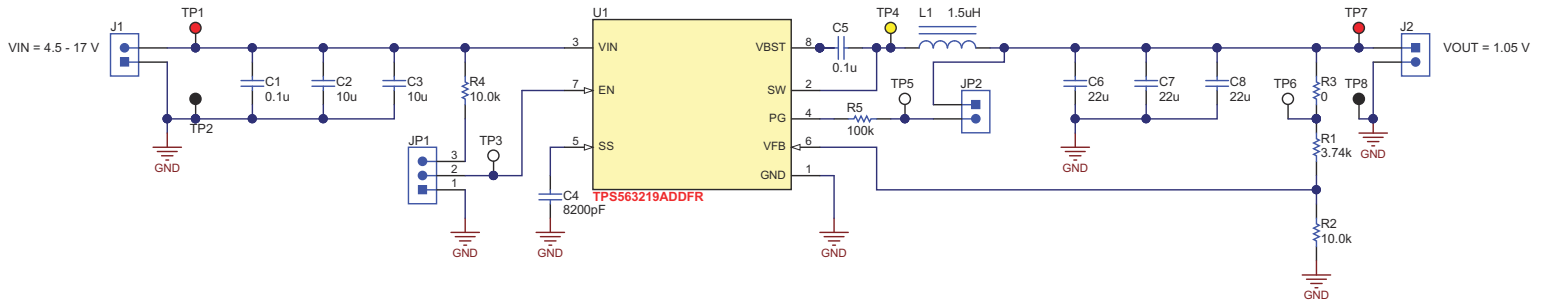 J1
VIN = 4.5 - 17 V
TP1
TP2
GND
C1
0.1u
C2
10u
C3
10u
R4
10.0k
JP1
3
2
1
GND
TP3
C4
8200pF
GND
U1
3 VIN
7 EN
5 SS
VBST 8
SW 2
PG 4
VFB 6
GND 1
TPS563219ADDFR
GND
C5
0.1u
TP4
L1 1.5uH
R5
100k
TP5
JP2
C6
22u
C7
22u
C8
22u
GND
TP6
R3
0
R1
3.74k
R2
10.0k
GND
TP7
TP8
GND
J2
VOUT = 1.05 V